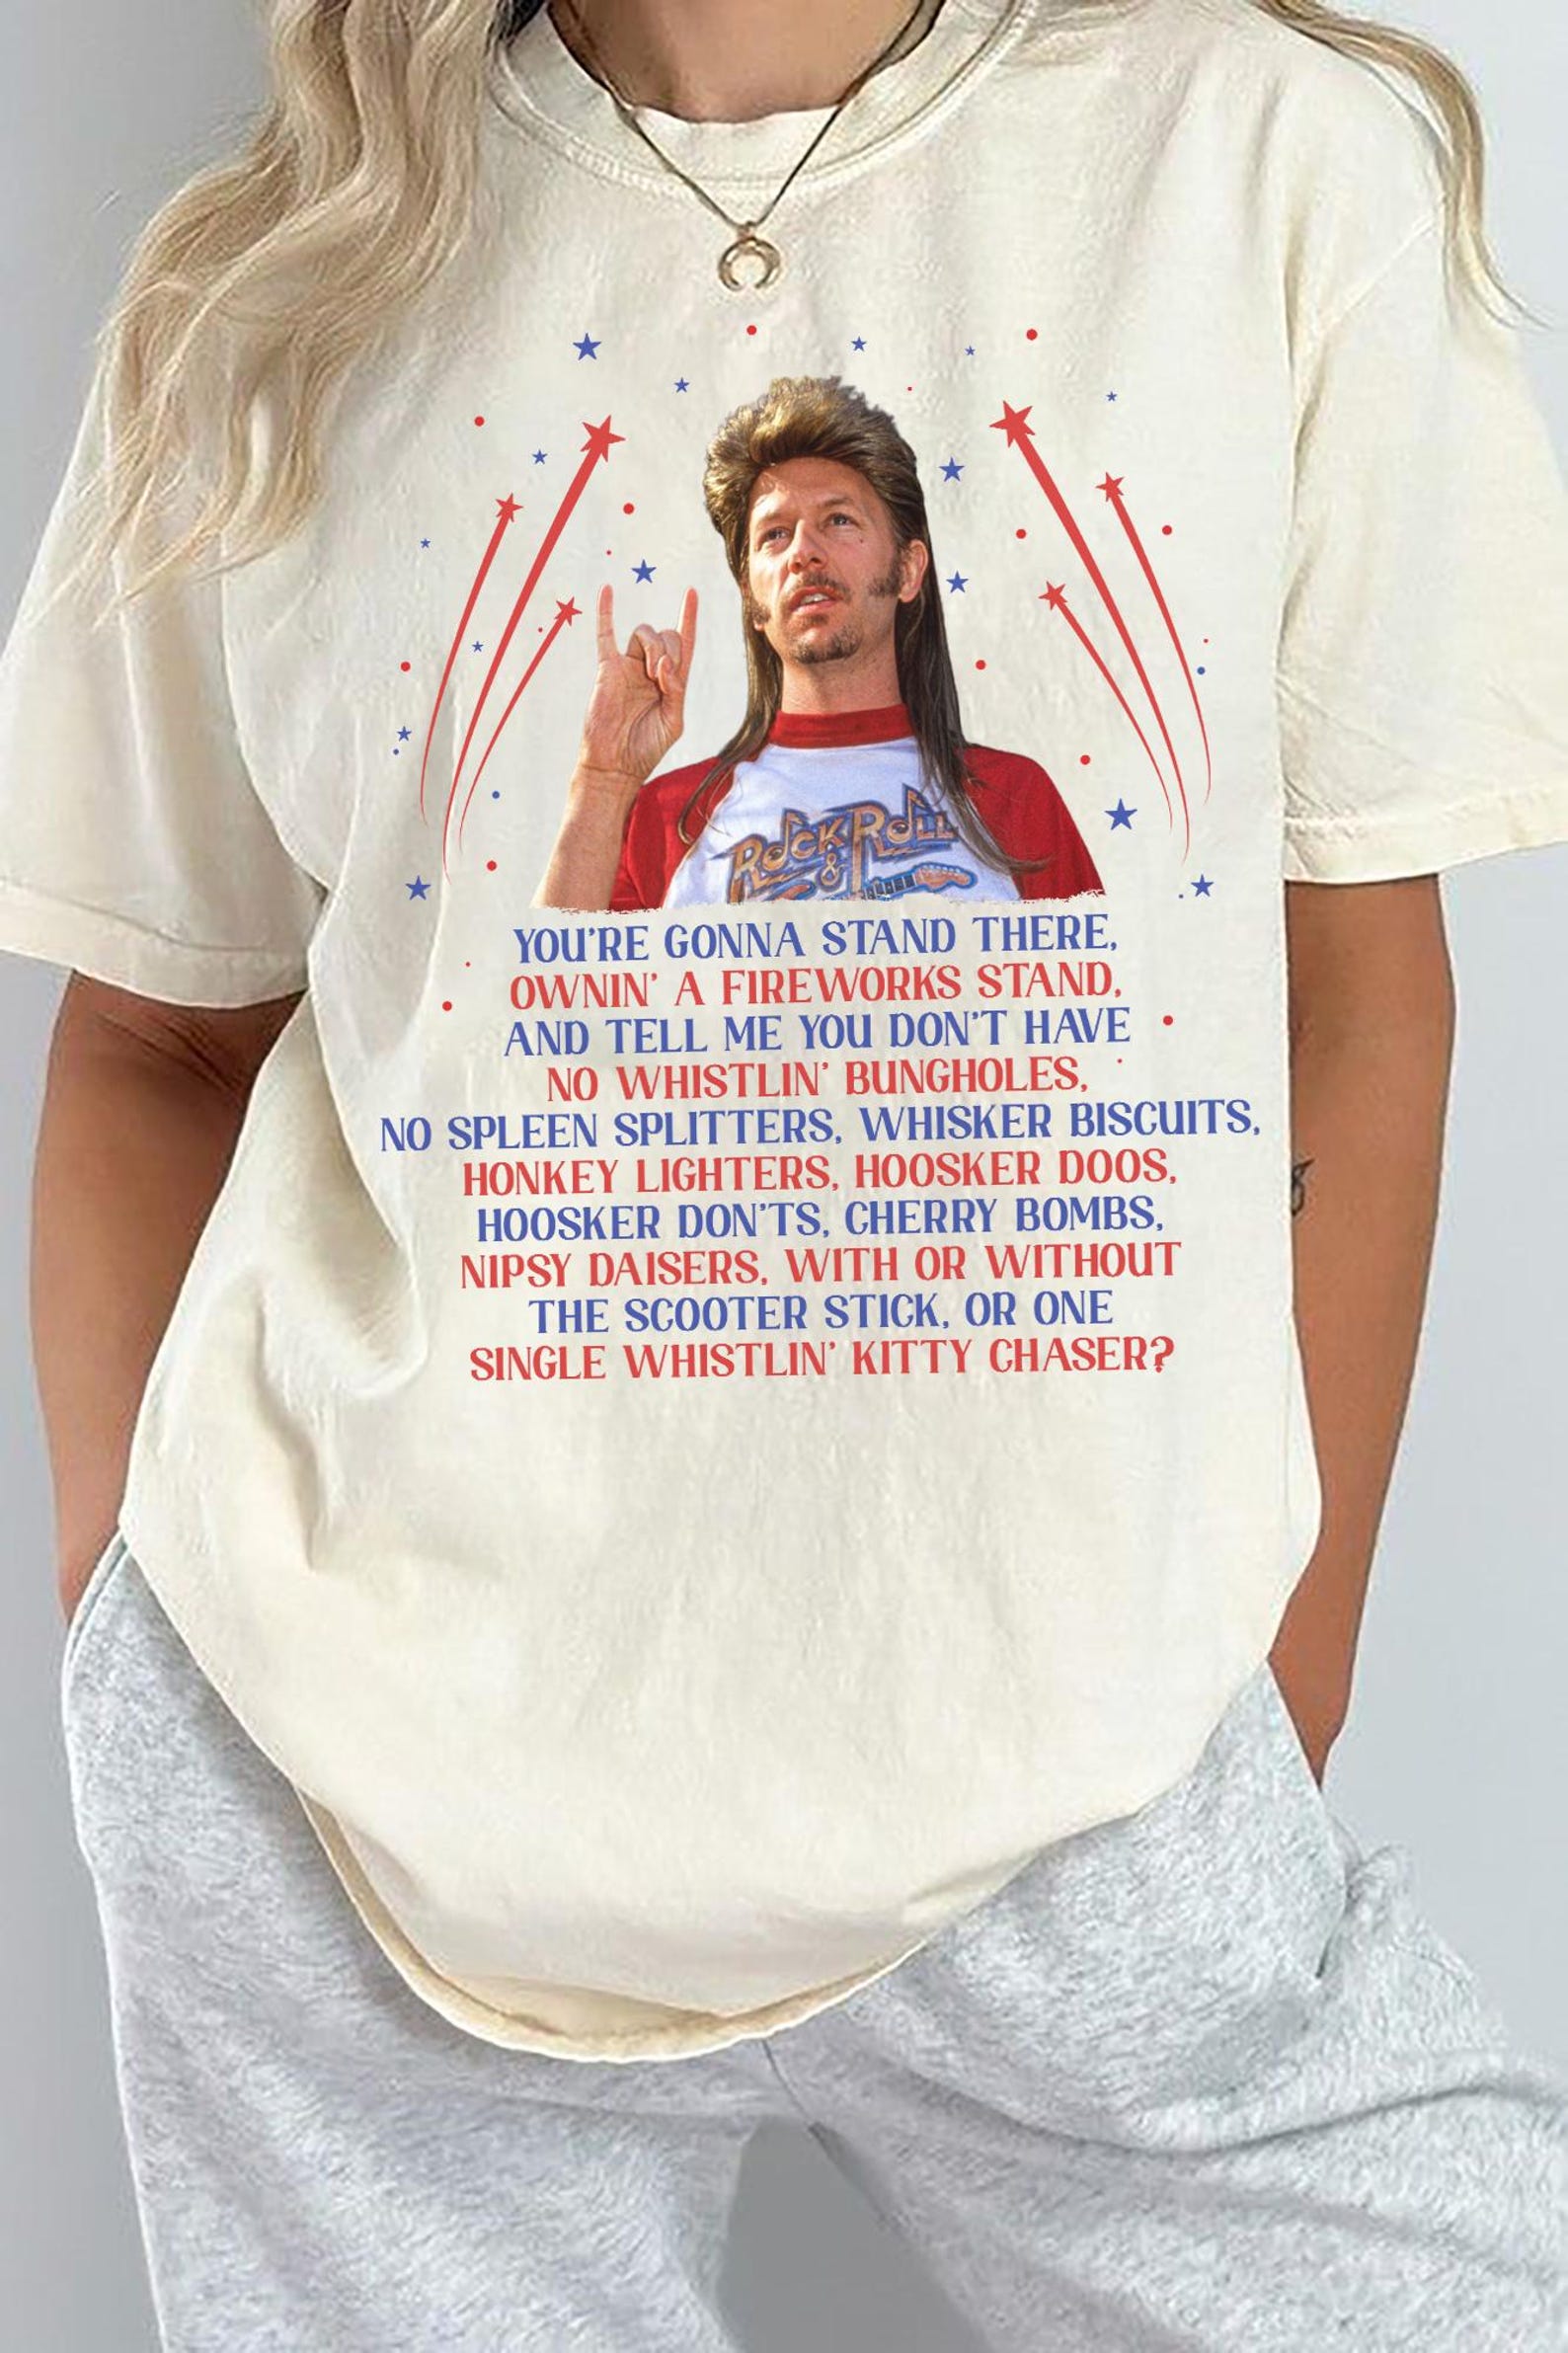 ROCK & ROLL
YOU'RE GONNA STAND THERE,
OWNIN' A FIREWORKS STAND,
AND TELL ME YOU DON'T HAVE
NO WHISTLIN' BUNGHOLES,
NO SPLEEN SPLITTERS, WHISKER BISCUITS,
HONKEY LIGHTERS, HOOSKER DOOS,
HOOSKER DON'TS, CHERRY BOMBS,
NIPSY DAISERS, WITH OR WITHOUT
THE SCOOTER STICK, OR ONE
SINGLE WHISTLIN' KITTY CHASER?